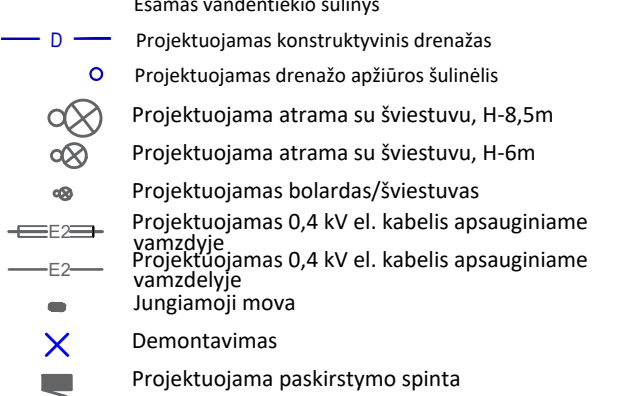 Esamas vandentiekio šulinys
D Projektuojamas konstruktyvinis drenažas
Projektuojamas drenažo apžiūros šulinėlis
Projektuojama atrama su šviestuvu, H-8,5m
Projektuojama atrama su šviestuvu, H-6m
Projektuojamas bolardas/šviestuvas
E2 Projektuojamas 0,4 kV el. kabelis apsauginiame
vamzdyje
E2 Projektuojamas 0,4 kV el. kabelis apsauginiame
vamzdelyje
Jungiamoji mova
Demontavimas
Projektuojama paskirstymo spinta